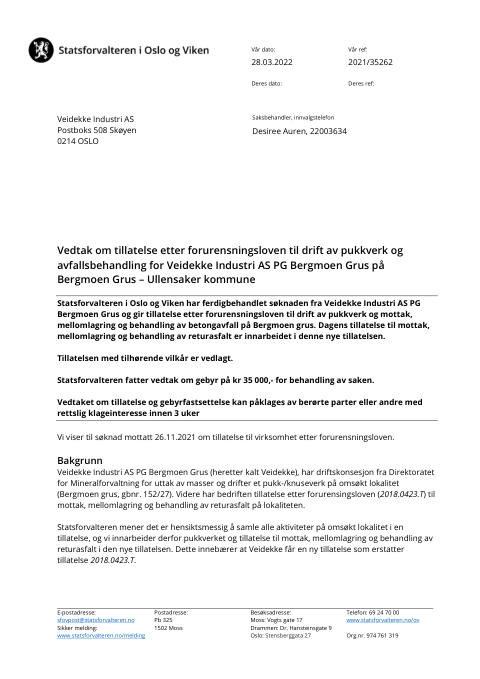 Statsforvalteren i Oslo og Viken
Vår dato:
Vår ref:
28.03.2022
2021/35262
Deres dato:
Deres ref:
Veidekke Industri AS
Postboks 508 Skøyen
0214 OSLO
Saksbehandler, innvalgstelefon
Desiree Auren, 22003634
Vedtak om tillatelse etter forurensningsloven til drift av pukkverk og
avfallsbehandling for Veidekke Industri AS PG Bergmoen Grus på
Bergmoen Grus – Ullensaker kommune
Statsforvalteren i Oslo og Viken har ferdigbehandlet søknaden fra Veidekke Industri AS PG
Bergmoen Grus og gir tillatelse etter forurensningsloven til drift av pukkverk og mottak,
mellomlagring og behandling av betongavfall på Bergmoen grus. Dagens tillatelse til mottak,
mellomlagring og behandling av returasfalt er innarbeidet i denne nye tillatelsen.
Tillatelsen med tilhørende vilkår er vedlagt.
Statsforvalteren fatter vedtak om gebyr på kr 35 000,- for behandling av saken.
Vedtaket om tillatelse og gebyrfastsettelse kan påklages av berørte parter eller andre med
rettslig klageinteresse innen 3 uker
Vi viser til søknad mottatt 26.11.2021 om tillatelse til virksomhet etter forurensningsloven.
Bakgrunn
Veidekke Industri AS PG Bergmoen Grus (heretter kalt Veidekke), har driftskonsesjon fra Direktoratet
for Mineralforvaltning for uttak av masser og drifter et pukk-/knuseverk på omsøkt lokalitet
(Bergmoen grus, gbnr. 152/27). Videre har bedriften tillatelse etter forurensingsloven (2018.0423.T) til
mottak, mellomlagring og behandling av returasfalt på lokaliteten.
Statsforvalteren mener det er hensiktsmessig å samle alle aktiviteter på omsøkt lokalitet i en
tillatelse, og vi innarbeider derfor pukkverket og tillatelse til mottak, mellomlagring og behandling av
returasfalt i den nye tillatelsen. Dette innebærer at Veidekke får en ny tillatelse som erstatter
tillatelse 2018.0423.T.
E-postadresse:
sfovpost@statsforvalteren.no
Sikker melding:
www.statsforvalteren.no/melding
Postadresse:
Pb 325
1502 Moss
Besøksadresse:
Moss: Vogts gate 17
Drammen: Dr. Hansteinsgate 9
Oslo: Stensberggata 27
Telefon: 69 24 70 00
www.statsforvalteren.no/ov
Org.nr. 974 761 319